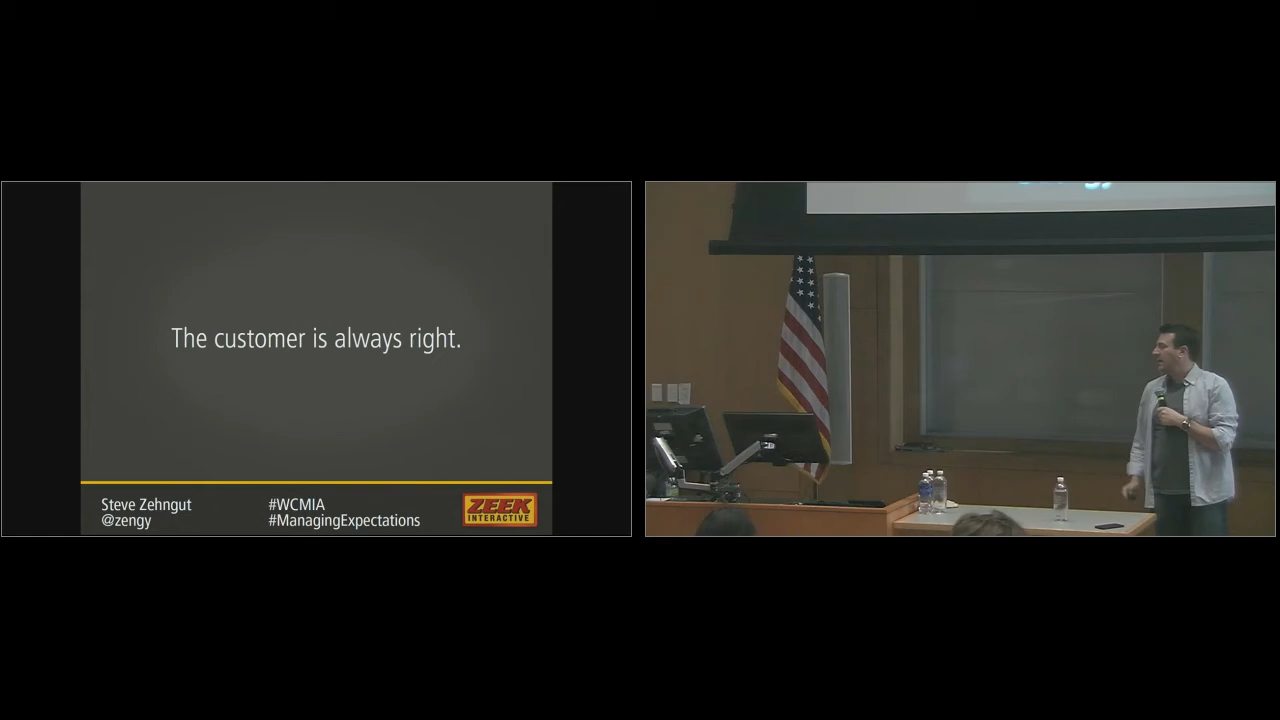 The customer is always right.
Steve Zehngut
@zengy
#WCMIA
#ManagingExpectations
ZEEK
INTERACTIVE